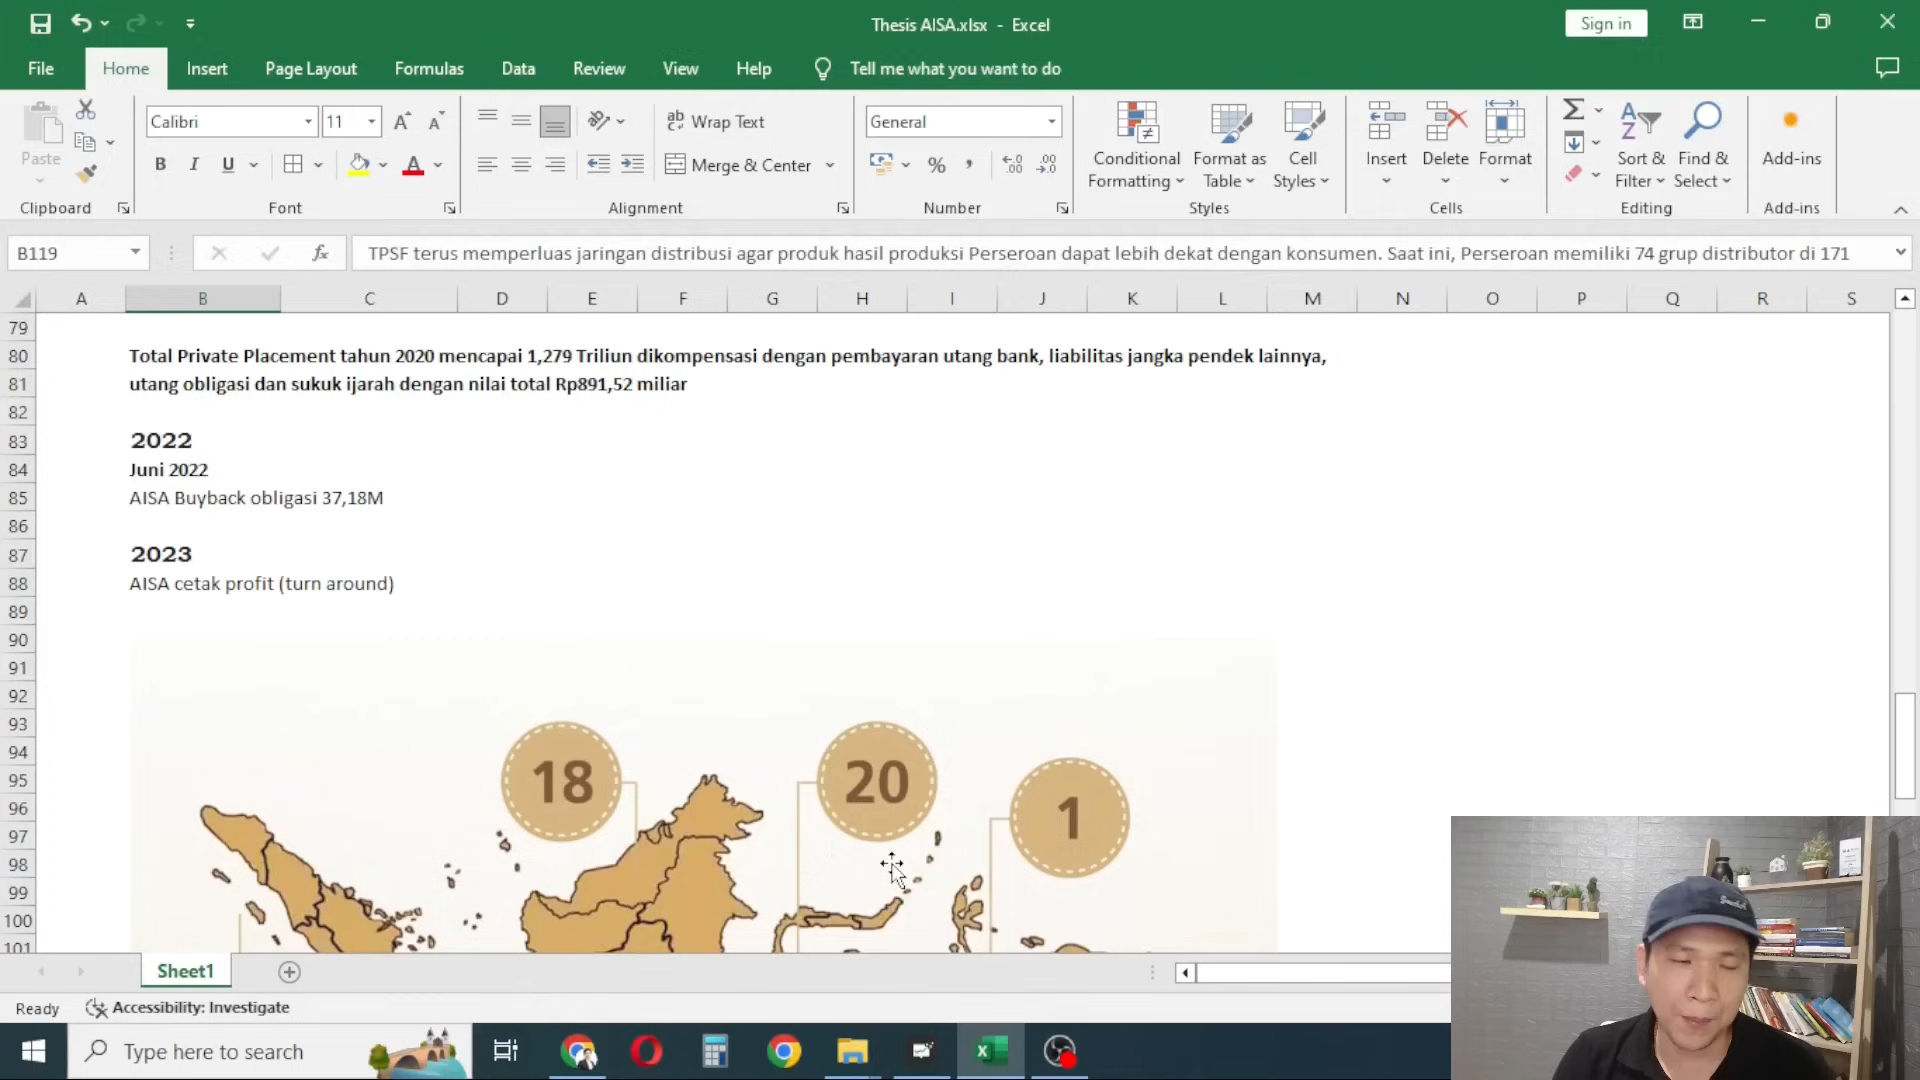 Thesis AISA.xlsx - Excel
Sign in
File Home Insert Page Layout Formulas Data Review View Help Tell me what you want to do
Paste
Clipboard
Calibri 11
B I U
Font
Wrap Text
Merge & Center
Alignment
General
% ,
Number
Conditional Formatting
Format as Table
Cell Styles
Styles
Insert Delete Format
Cells
Sort & Filter
Find & Select
Editing
Add-ins
Add-ins
B119 fx TPSF terus memperluas jaringan distribusi agar produk hasil produksi Perseroan dapat lebih dekat dengan konsumen. Saat ini, Perseroan memiliki 74 grup distributor di 171
A B C D E F G H I J K L M N O P Q R S
79
80 Total Private Placement tahun 2020 mencapai 1,279 Triliun dikompensasi dengan pembayaran utang bank, liabilitas jangka pendek lainnya,
81 utang obligasi dan sukuk ijarah dengan nilai total Rp891,52 miliar
82
83 2022
84 Juni 2022
85 AISA Buyback obligasi 37,18M
86
87 2023
88 AISA cetak profit (turn around)
89
90
91
92
93
94
95 18 20
96 1
97
98
99
100
101
Sheet1
Ready Accessibility: Investigate
Type here to search